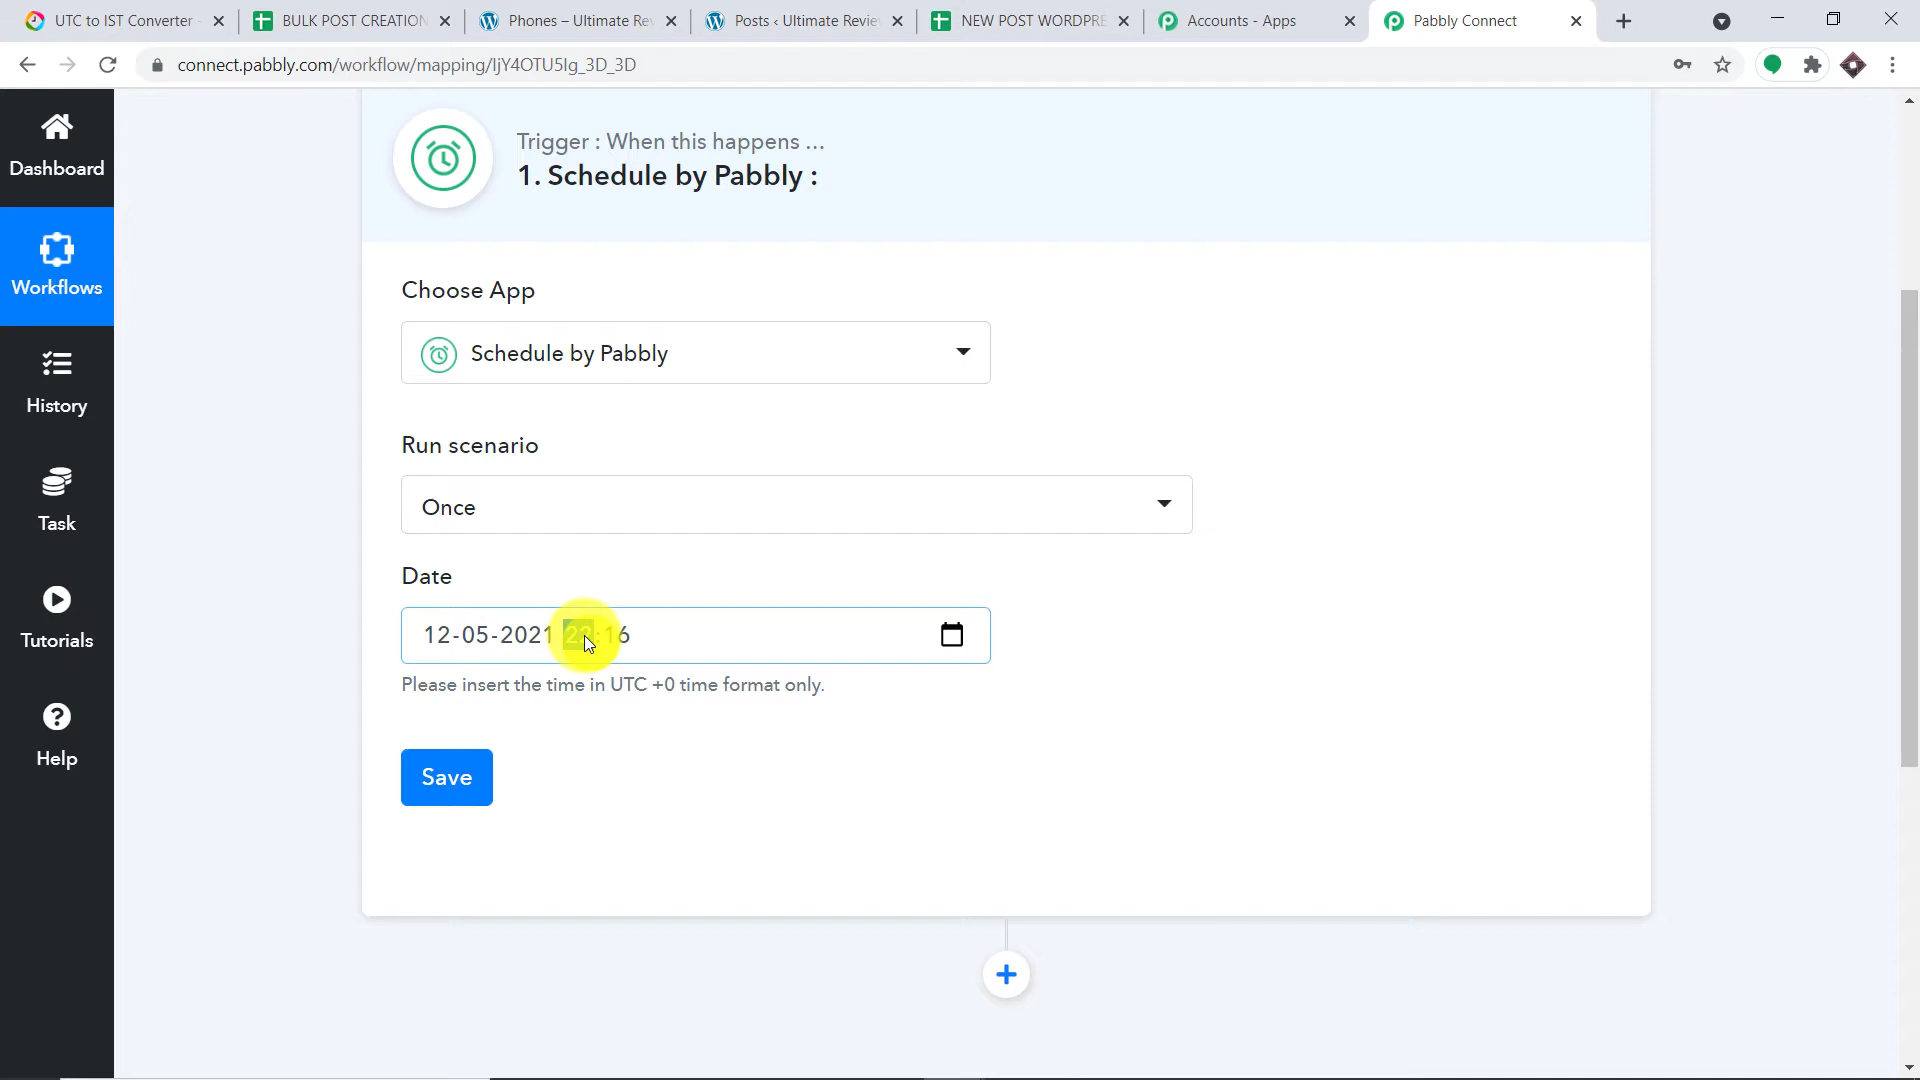 UTC to IST Converter -
BULK POST CREATION
Phones – Ultimate Re
Posts ‹ Ultimate Revie
NEW POST WORDPRE
Accounts - Apps
Pabbly Connect
connect.pabbly.com/workflow/mapping/IjY4OTU5Ig_3D_3D
Dashboard
Workflows
History
Task
Tutorials
Help
Trigger : When this happens ...
1. Schedule by Pabbly :
Choose App
Schedule by Pabbly
Run scenario
Once
Date
12-05-2021 22:16
Please insert the time in UTC +0 time format only.
Save